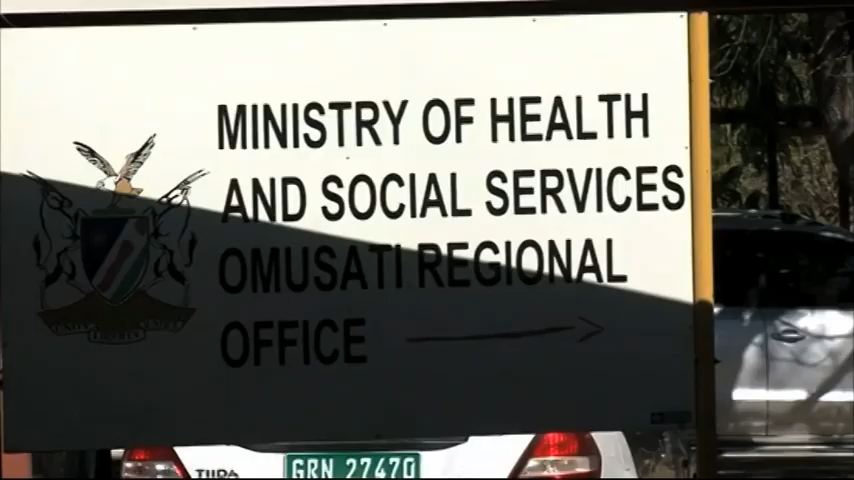 MINISTRY OF HEALTH
AND SOCIAL SERVICES
OMUSATI REGIONAL
OFFICE
GRN 27470